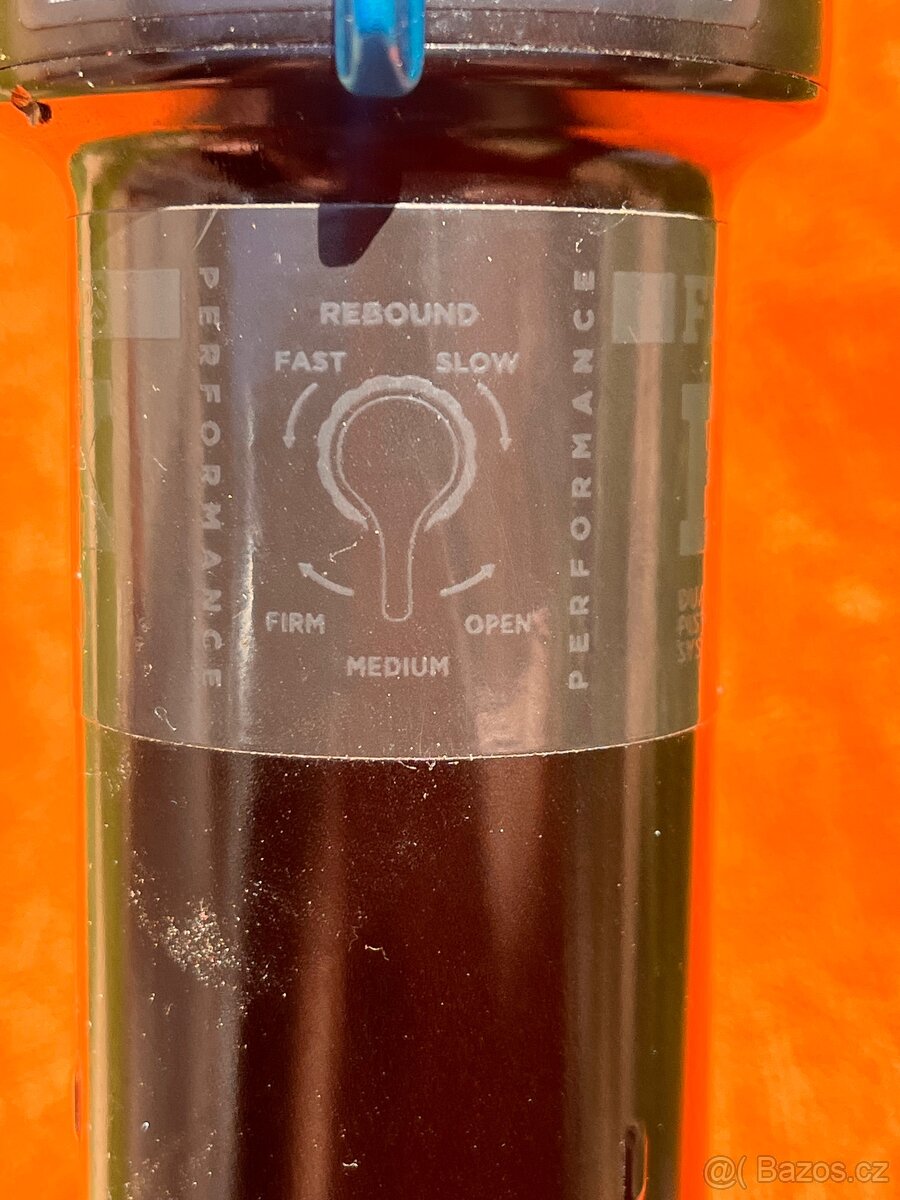 REBOUND
FAST SLOW
PERFORMANCE
PERFORMANCE
FIRM OPEN
MEDIUM
@( Bazos.cz